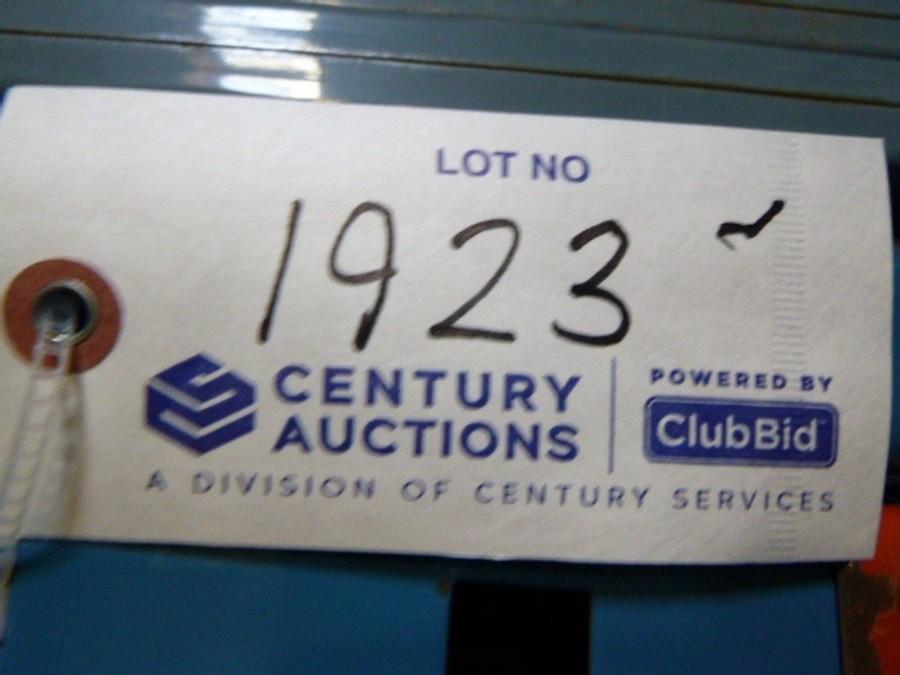 LOT NO
1923
CENTURY
AUCTIONS
POWERED BY
ClubBid
A DIVISION OF CENTURY SERVICES